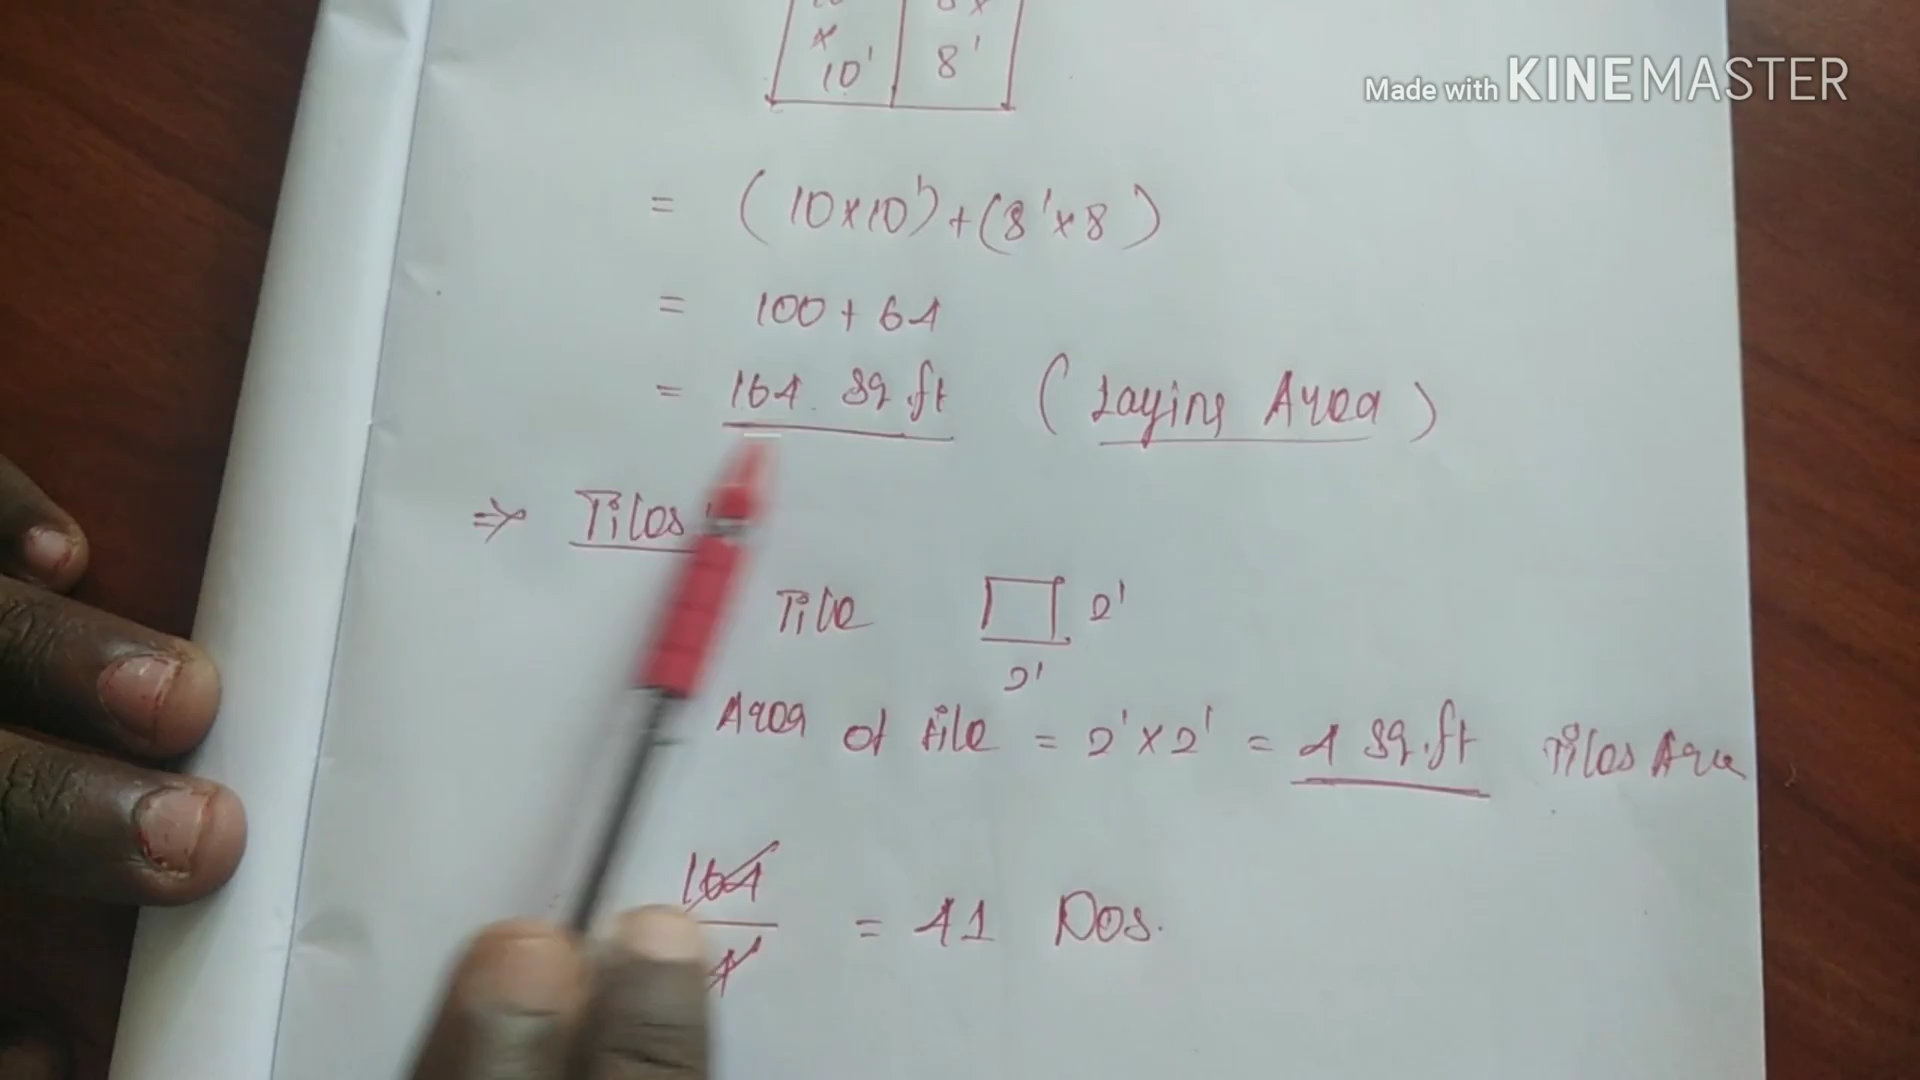 8'
×
10'
Made with KINEMASTER
= (10×10') + (8'×8)
= 100 + 64
= 164 sq.ft (Laying Area)
⇒ Tiles
Tile 2'
2'
Area of tile = 2' × 2' = 4 sq.ft Tiles Area
164
4
= 41 Nos.